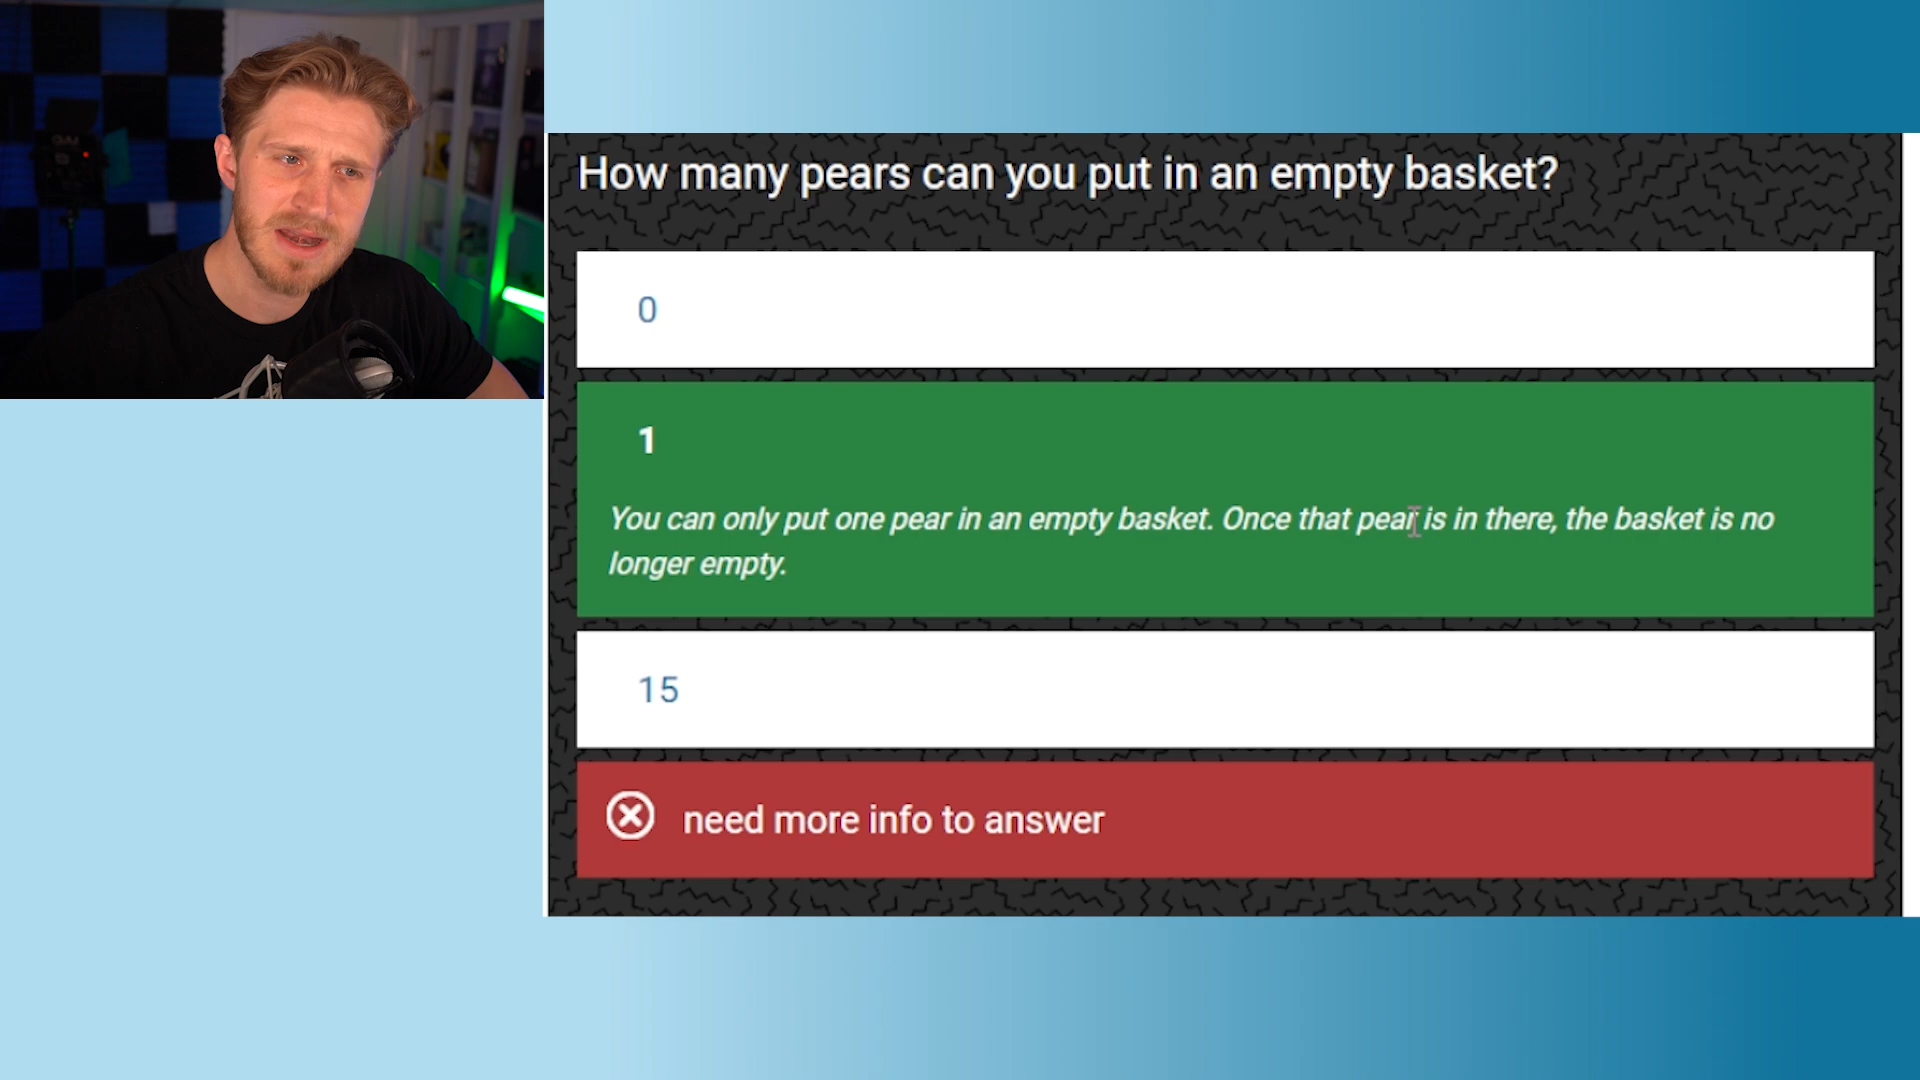 How many pears can you put in an empty basket?
0
1
You can only put one pear in an empty basket. Once that pear is in there, the basket is no
longer empty.
15
need more info to answer